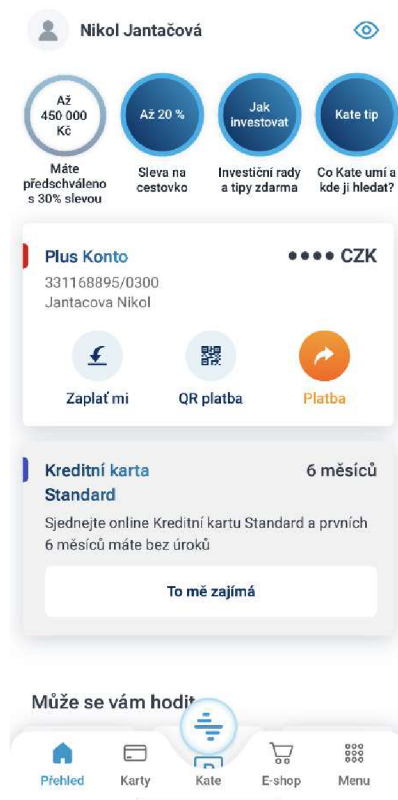 Nikol Jantačová
Až
450 000
Kč
Až 20 %
Jak
investovat
Kate tip
Máte
předschváleno
s 30% slevou
Sleva na
cestovko
Investiční rady
a tipy zdarma
Co Kate umí a
kde ji hledat?
Plus Konto
•••• CZK
331168895/0300
Jantacova Nikol
Zaplať mi
QR platba
Platba
Kreditní karta
Standard
6 měsíců
Sjednejte online Kreditní kartu Standard a prvních
6 měsíců máte bez úroků
To mě zajímá
Může se vám hodit
Přehled
Karty
Kate
E-shop
Menu